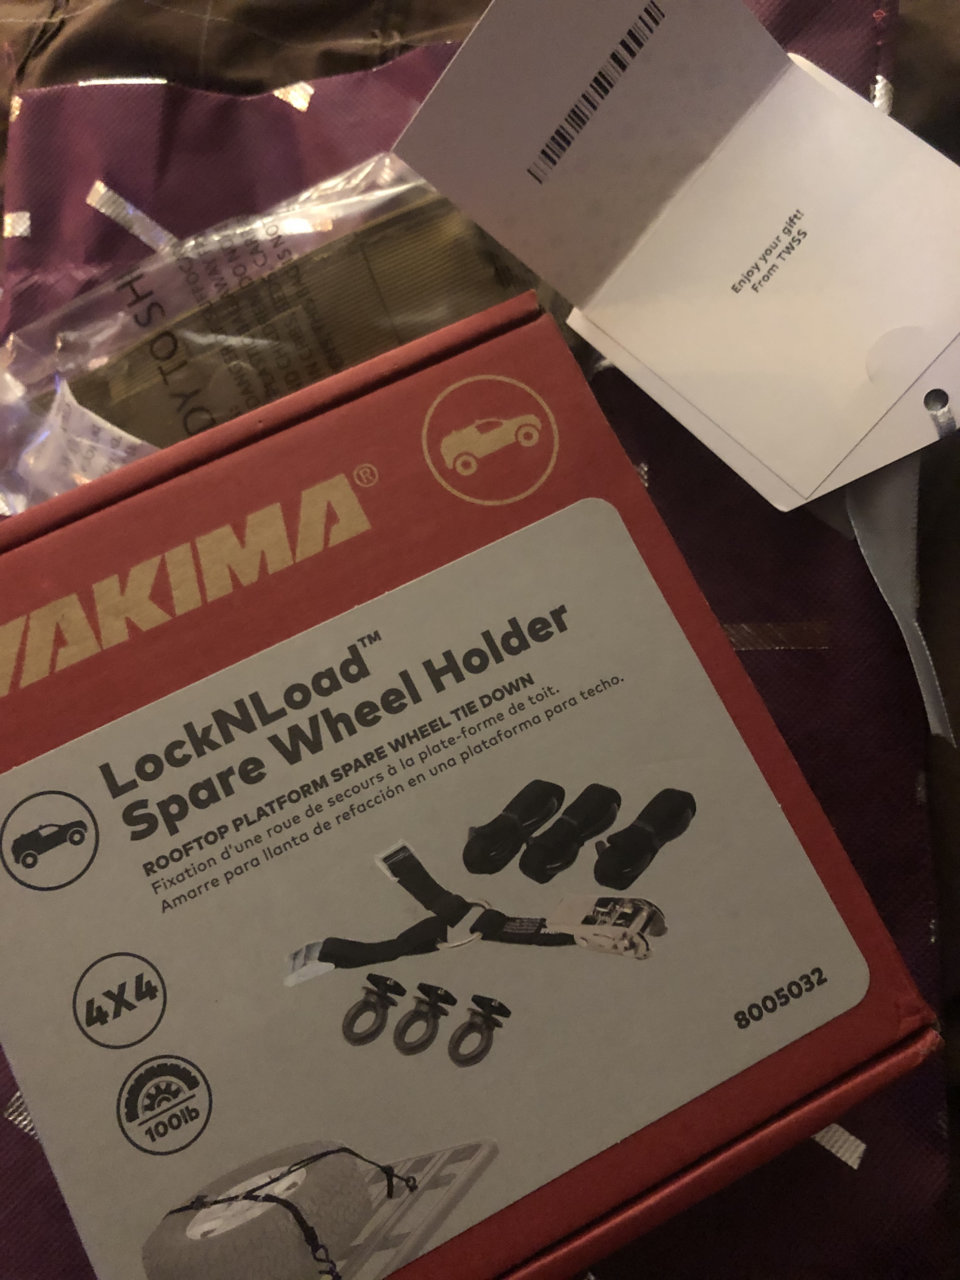 Enjoy your gift!
From TWSS
YAKIMA®
LockNLoad™
Spare Wheel Holder
ROOFTOP PLATFORM SPARE WHEEL TIE DOWN
Fixation d'une roue de secours à la plate-forme de toit.
Amarre para llanta de refacción en una plataforma para techo.
4X4
100lb
8005032